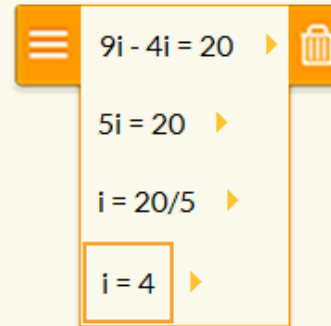 9i - 4i = 20
5i = 20
i = 20/5
i = 4